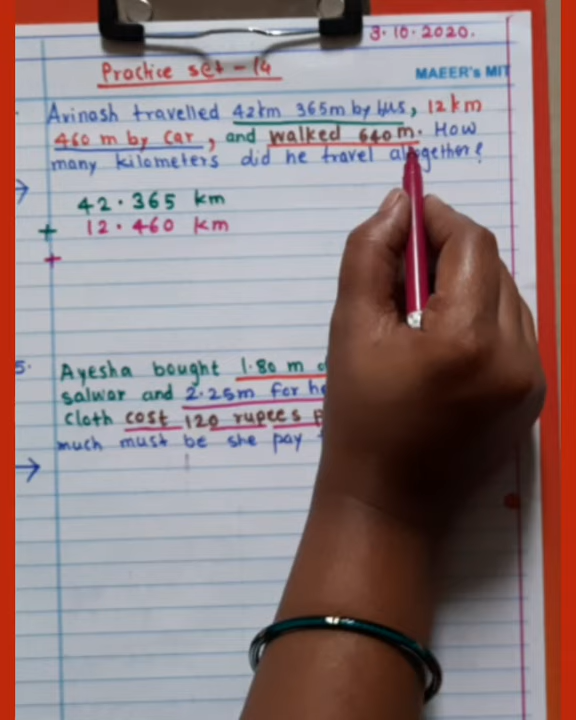 3.10.2020.
Practice set - 14
MAEER's MIT
Avinash travelled 42km 365m by bus, 12km
460 m by car, and walked 640m. How
many kilometers did he travel altogether?
→
42.365 km
+ 12.460 km
+
5. Ayesha bought 1.80 m
salwar and 2.25m for
cloth cost 120 rupees
much must be she pay
→